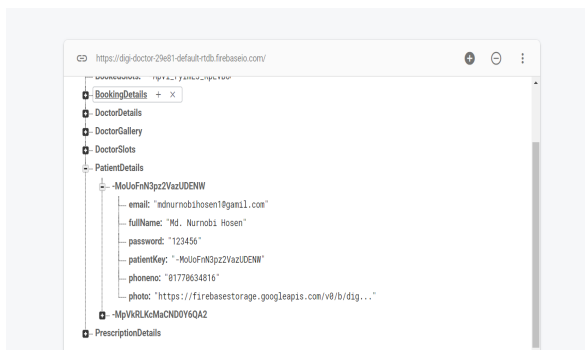 https://digi-doctor-29e81-default-rtdb.firebaseio.com/
BookingDetails + ×
DoctorDetails
DoctorGallery
DoctorSlots
PatientDetails
-MoUoFnN3pz2VazUDENW
email: "mdnurnobihosen1@gamil.com"
fullName: "Md. Nurnobi Hosen"
password: "123456"
patientKey: "-MoUoFnN3pz2VazUDENW"
phoneno: "01770634816"
photo: "https://firebasestorage.googleapis.com/v0/b/dig..."
-MpVkRLKcMaCND0Y6QA2
PrescriptionDetails